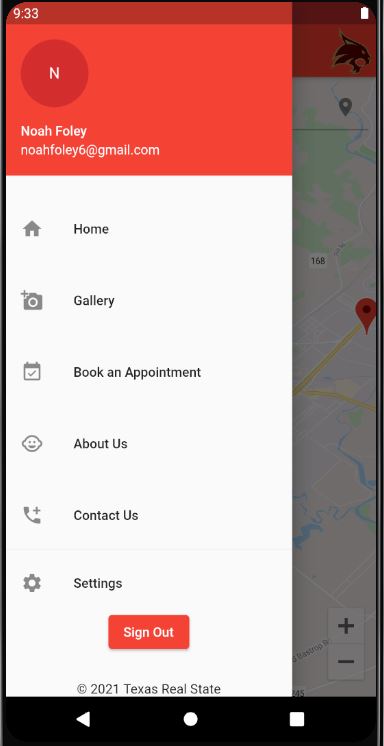 9:33
N
Noah Foley
noahfoley6@gmail.com
Home
Gallery
168
Book an Appointment
About Us
Contact Us
Settings
Sign Out
© 2021 Texas Real State
245